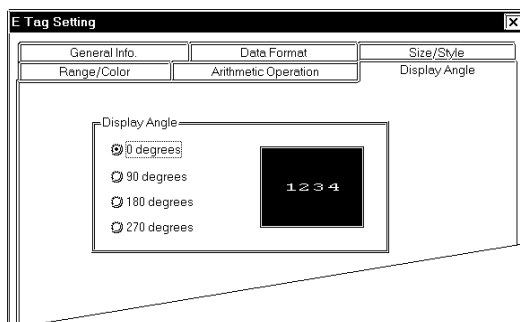 E Tag Setting
General Info. Data Format Size/Style
Range/Color Arithmetic Operation Display Angle
Display Angle
0 degrees
90 degrees
180 degrees
270 degrees
1234